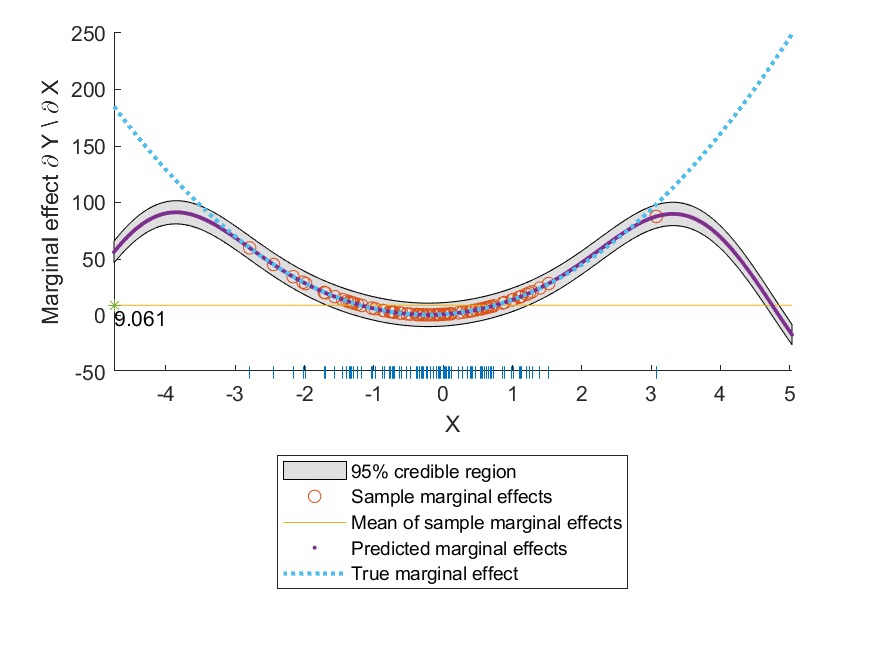 250
200
150
100
50
0
-50
Marginal effect ∂ Y \ ∂ X
9.061
-4 -3 -2 -1 0 1 2 3 4 5
X
95% credible region
Sample marginal effects
Mean of sample marginal effects
Predicted marginal effects
True marginal effect